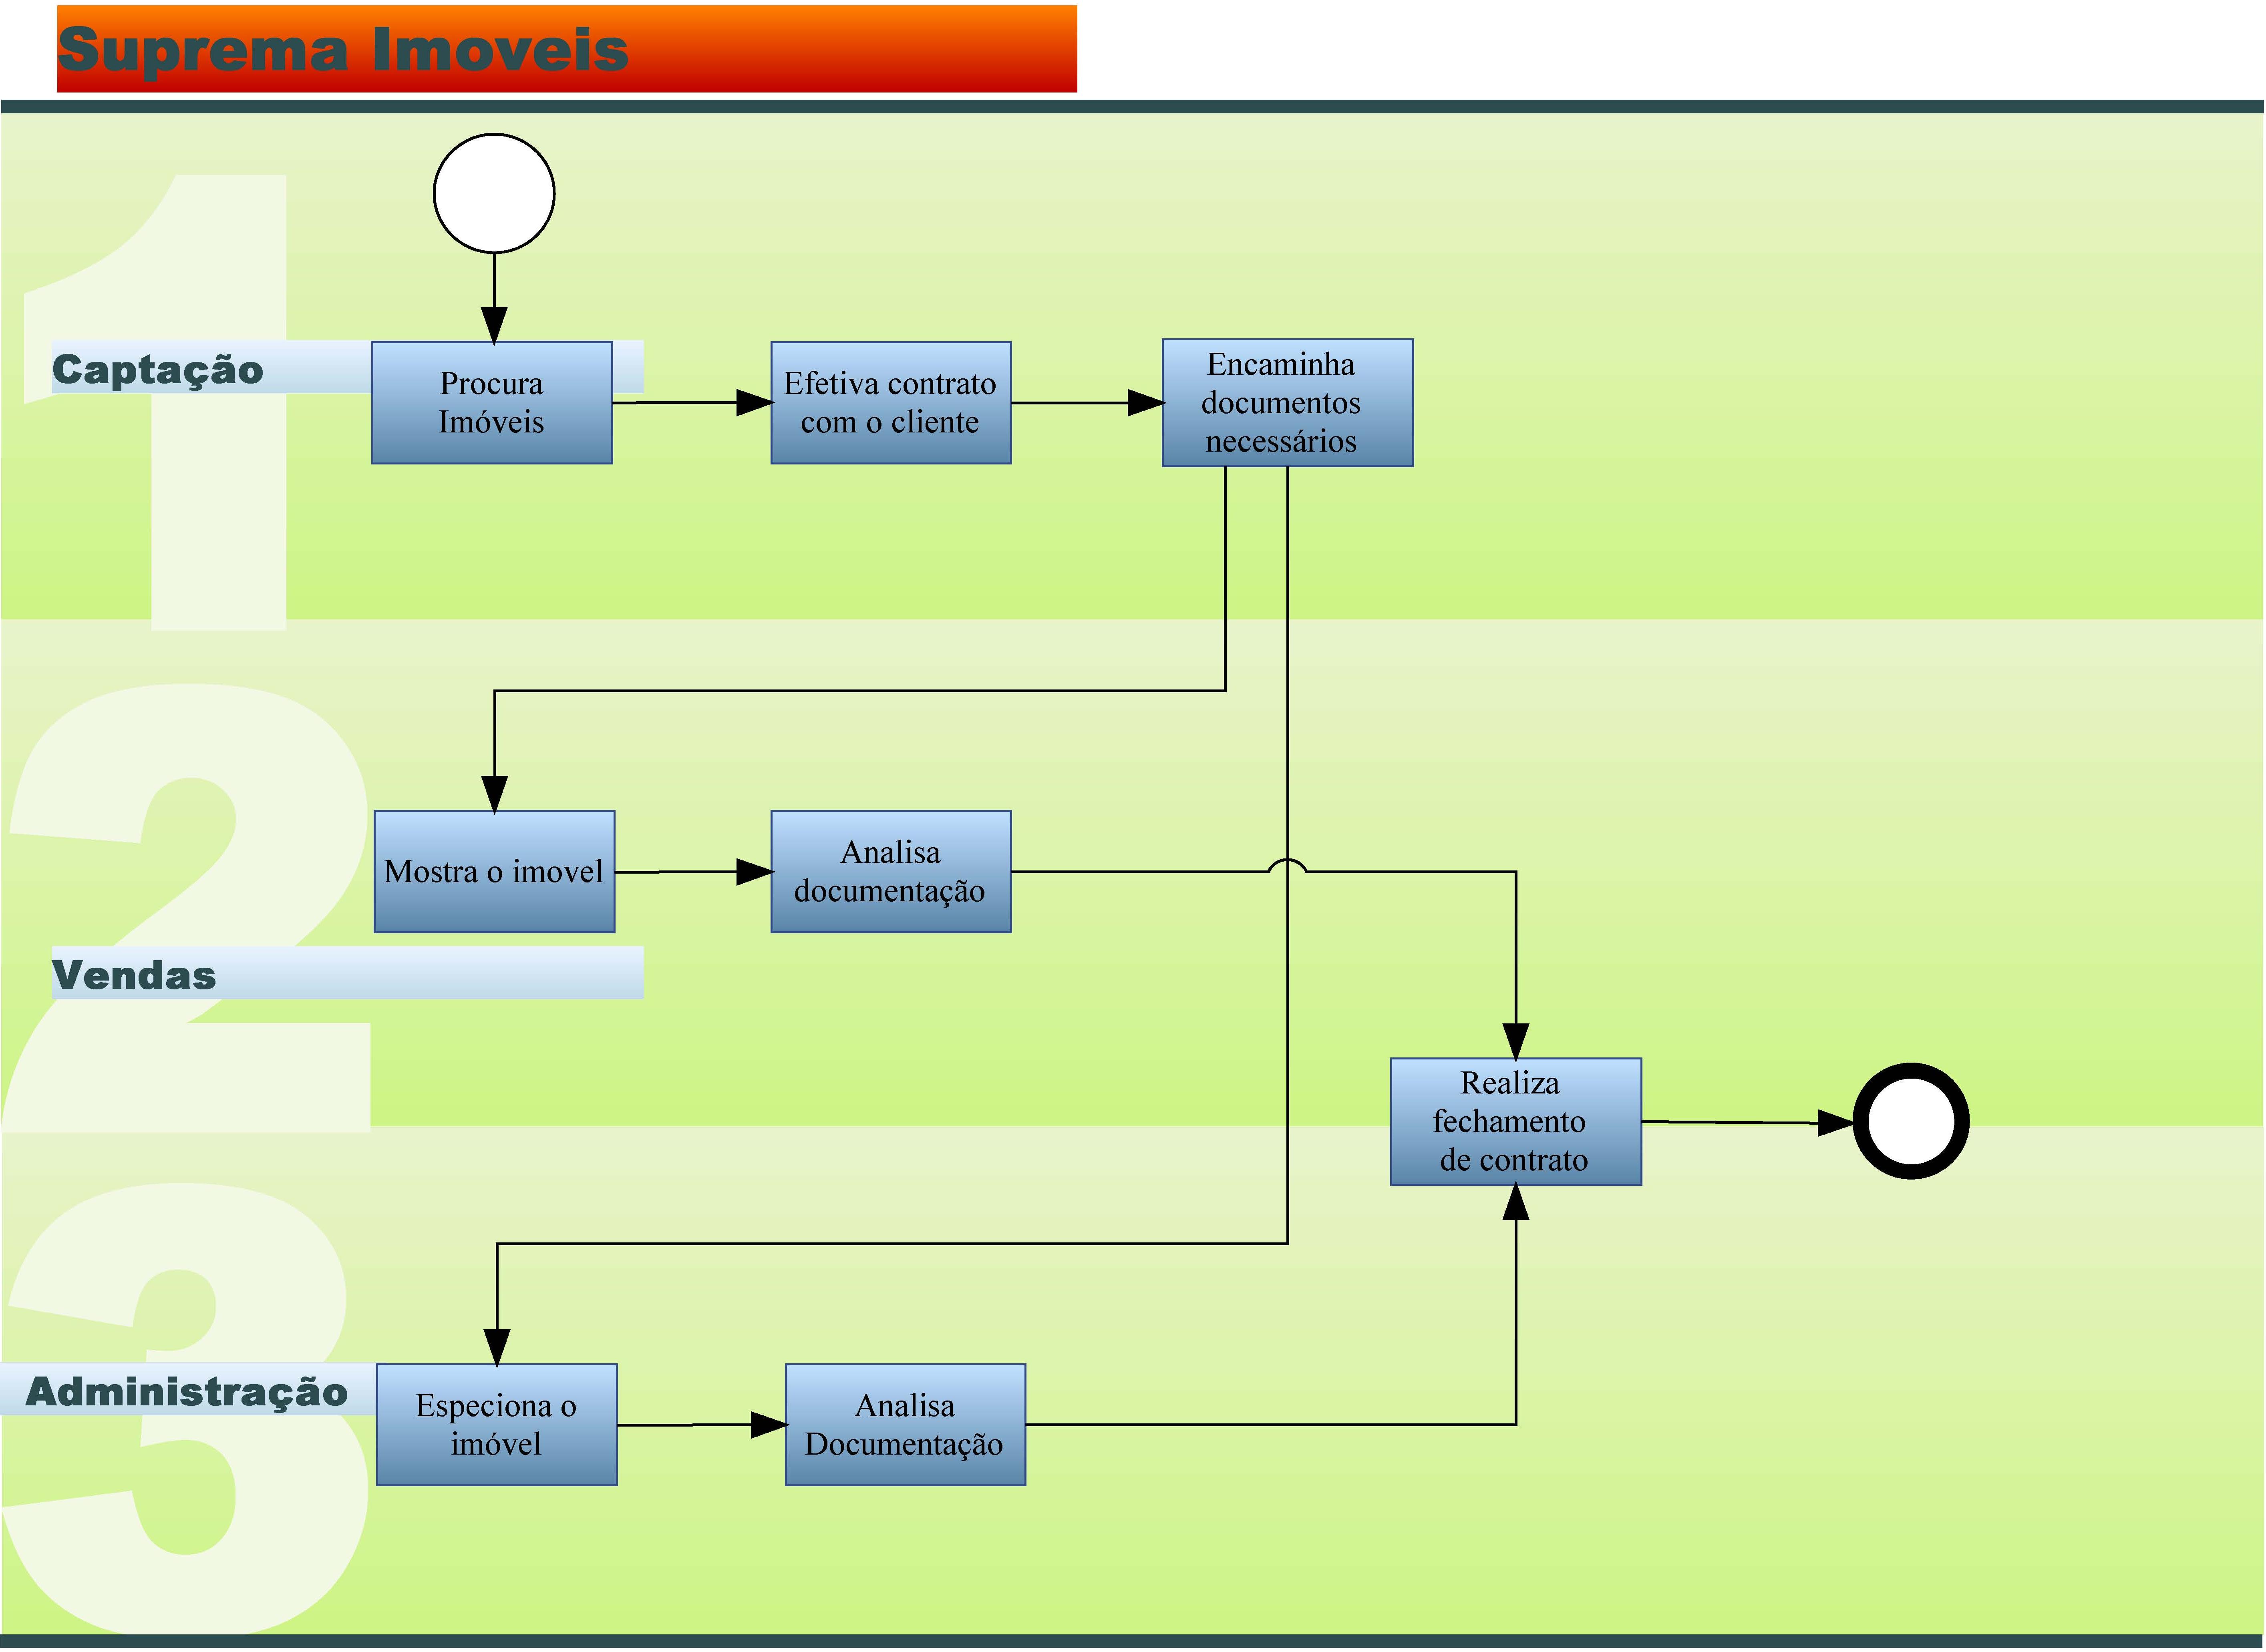 Suprema Imoveis
1
Captação
Procura
Imóveis
Efetiva contrato
com o cliente
Encaminha
documentos
necessários
2
Mostra o imovel
Analisa
documentação
Vendas
Realiza
fechamento
de contrato
3
Administração
Especiona o
imóvel
Analisa
Documentação